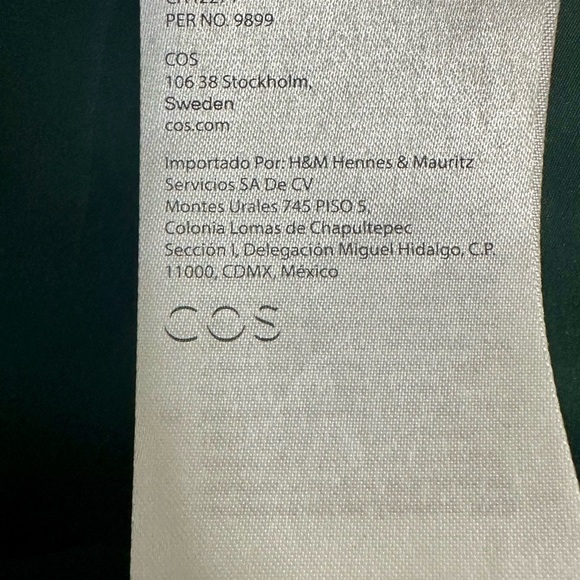 PER NO. 9899
COS
106 38 Stockholm,
Sweden
cos.com
Importado Por: H&M Hennes & Mauritz
Servicios SA De CV
Montes Urales 745 PISO 5,
Colonia Lomas de Chapultepec
Sección I, Delegación Miguel Hidalgo, C.P.
11000, CDMX, México
COS